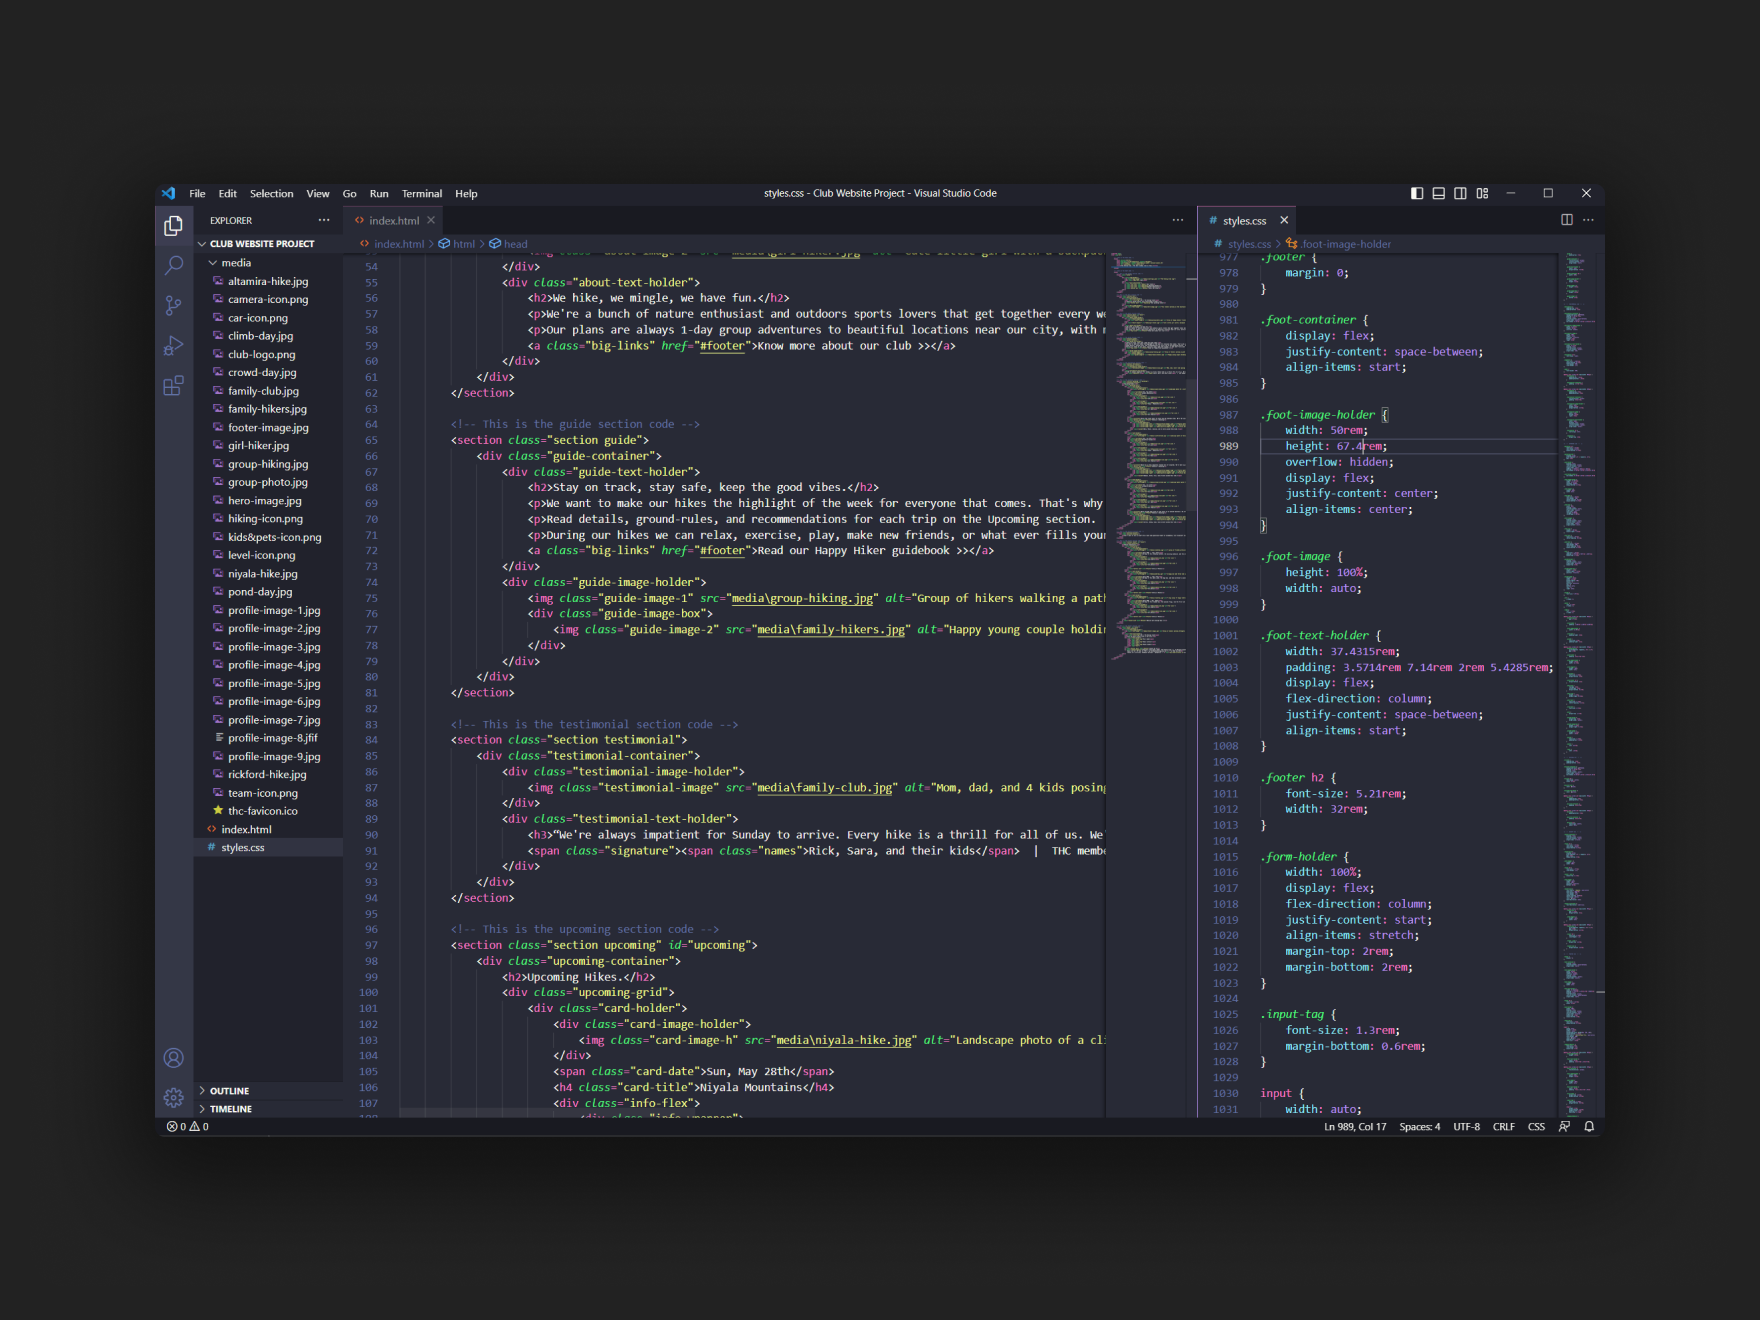 File Edit Selection View Go Run Terminal Help
styles.css - Club Website Project - Visual Studio Code
EXPLORER
CLUB WEBSITE PROJECT
media
altamira-hike.jpg
camera-icon.png
car-icon.png
climb-day.jpg
club-logo.png
crowd-day.jpg
family-club.jpg
family-hikers.jpg
footer-image.jpg
girl-hiker.jpg
group-hiking.jpg
group-photo.jpg
hero-image.jpg
hiking-icon.png
kids&pets-icon.png
level-icon.png
niyala-hike.jpg
pond-day.jpg
profile-image-1.jpg
profile-image-2.jpg
profile-image-3.jpg
profile-image-4.jpg
profile-image-5.jpg
profile-image-6.jpg
profile-image-7.jpg
profile-image-8.jfif
profile-image-9.jpg
rickford-hike.jpg
team-icon.png
thc-favicon.ico
index.html
styles.css
OUTLINE
TIMELINE
index.html
index.html > html > head
54 </div>
55 <div class="about-text-holder">
56 <h2>We hike, we mingle, we have fun.</h2>
57 <p>We're a bunch of nature enthusiast and outdoors sports lovers that get together every we
58 <p>Our plans are always 1-day group adventures to beautiful locations near our city, with
59 <a class="big-links" href="#footer">Know more about our club >></a>
60 </div>
61 </div>
62 </section>
63
64 <!-- This is the guide section code -->
65 <section class="section guide">
66 <div class="guide-container">
67 <div class="guide-text-holder">
68 <h2>Stay on track, stay safe, keep the good vibes.</h2>
69 <p>We want to make our hikes the highlight of the week for everyone that comes. That's why
70 <p>Read details, ground-rules, and recommendations for each trip on the Upcoming section.
71 <p>During our hikes we can relax, exercise, play, make new friends, or what ever fills your
72 <a class="big-links" href="#footer">Read our Happy Hiker guidebook >></a>
73 </div>
74 <div class="guide-image-holder">
75 <img class="guide-image-1" src="media\group-hiking.jpg" alt="Group of hikers walking a path
76 <div class="guide-image-box">
77 <img class="guide-image-2" src="media\family-hikers.jpg" alt="Happy young couple holdin
78 </div>
79 </div>
80 </div>
81 </section>
82
83 <!-- This is the testimonial section code -->
84 <section class="section testimonial">
85 <div class="testimonial-container">
86 <div class="testimonial-image-holder">
87 <img class="testimonial-image" src="media\family-club.jpg" alt="Mom, dad, and 4 kids posing
88 </div>
89 <div class="testimonial-text-holder">
90 <h3>“We're always impatient for Sunday to arrive. Every hike is a thrill for all of us. We'
91 <span class="signature"><span class="names">Rick, Sara, and their kids</span> | THC membe
92 </div>
93 </div>
94 </section>
95
96 <!-- This is the upcoming section code -->
97 <section class="section upcoming" id="upcoming">
98 <div class="upcoming-container">
99 <h2>Upcoming Hikes.</h2>
100 <div class="upcoming-grid">
101 <div class="card-holder">
102 <div class="card-image-holder">
103 <img class="card-image-h" src="media\niyala-hike.jpg" alt="Landscape photo of a cli
104 </div>
105 <span class="card-date">Sun, May 28th</span>
106 <h4 class="card-title">Niyala Mountains</h4>
107 <div class="info-flex">
styles.css
styles.css > .foot-image-holder
977 .footer {
978 margin: 0;
979 }
980
981 .foot-container {
982 display: flex;
983 justify-content: space-between;
984 align-items: start;
985 }
986
987 .foot-image-holder {
988 width: 50rem;
989 height: 67.4rem;
990 overflow: hidden;
991 display: flex;
992 justify-content: center;
993 align-items: center;
994 }
995
996 .foot-image {
997 height: 100%;
998 width: auto;
999 }
1000
1001 .foot-text-holder {
1002 width: 37.4315rem;
1003 padding: 3.5714rem 7.14rem 2rem 5.4285rem;
1004 display: flex;
1005 flex-direction: column;
1006 justify-content: space-between;
1007 align-items: start;
1008 }
1009
1010 .footer h2 {
1011 font-size: 5.21rem;
1012 width: 32rem;
1013 }
1014
1015 .form-holder {
1016 width: 100%;
1017 display: flex;
1018 flex-direction: column;
1019 justify-content: start;
1020 align-items: stretch;
1021 margin-top: 2rem;
1022 margin-bottom: 2rem;
1023 }
1024
1025 .input-tag {
1026 font-size: 1.3rem;
1027 margin-bottom: 0.6rem;
1028 }
1029
1030 input {
1031 width: auto;
0 0
Ln 989, Col 17 Spaces: 4 UTF-8 CRLF CSS